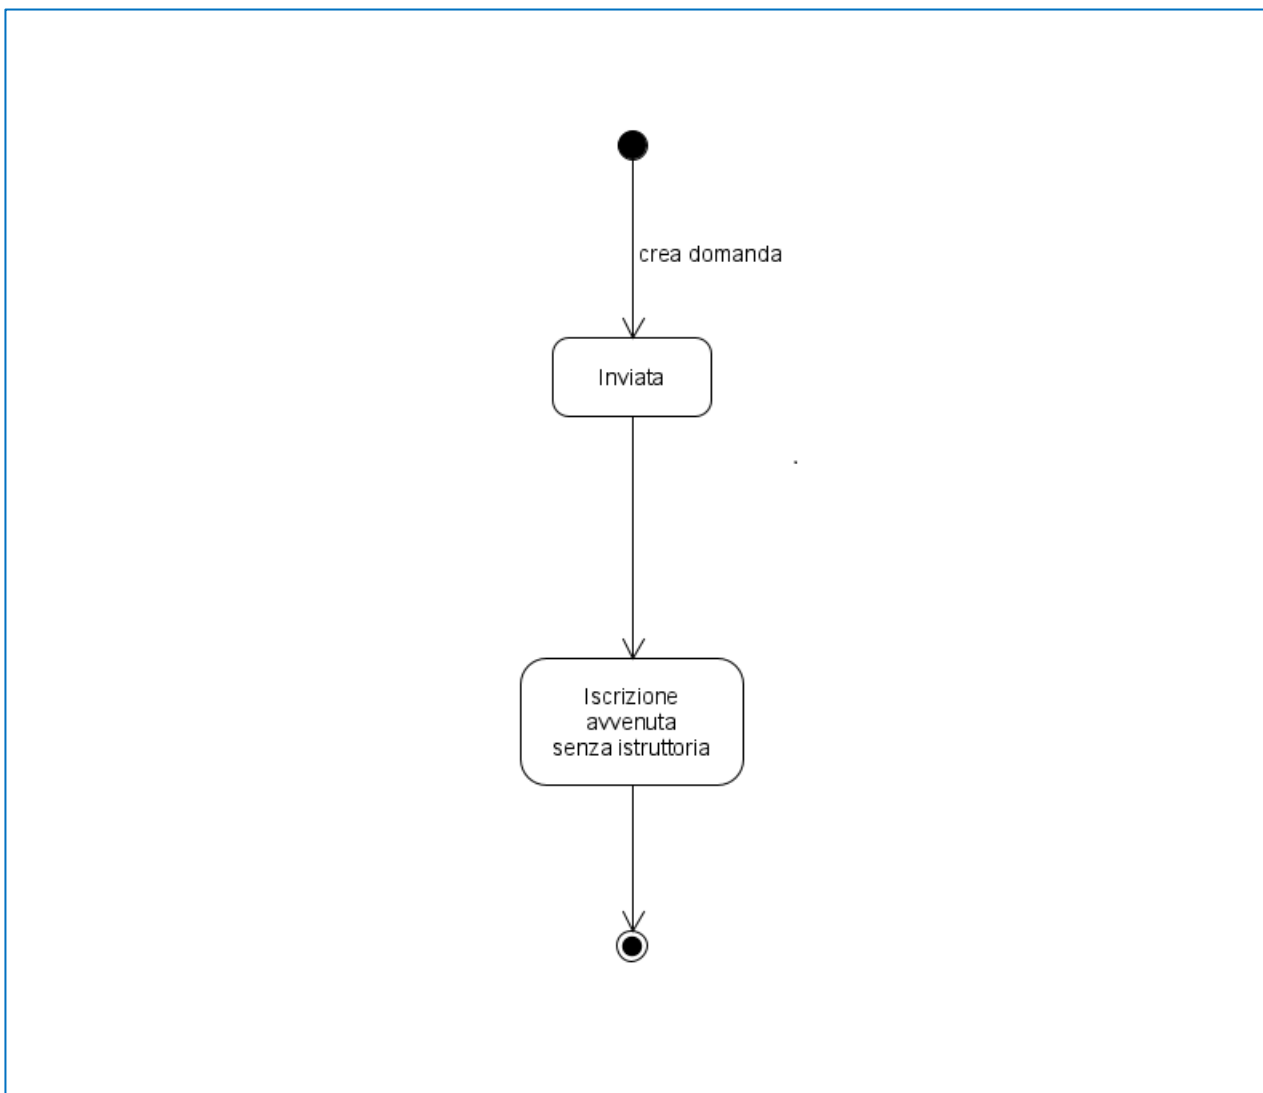 crea domanda
Inviata
Iscrizione
avvenuta
senza istruttoria